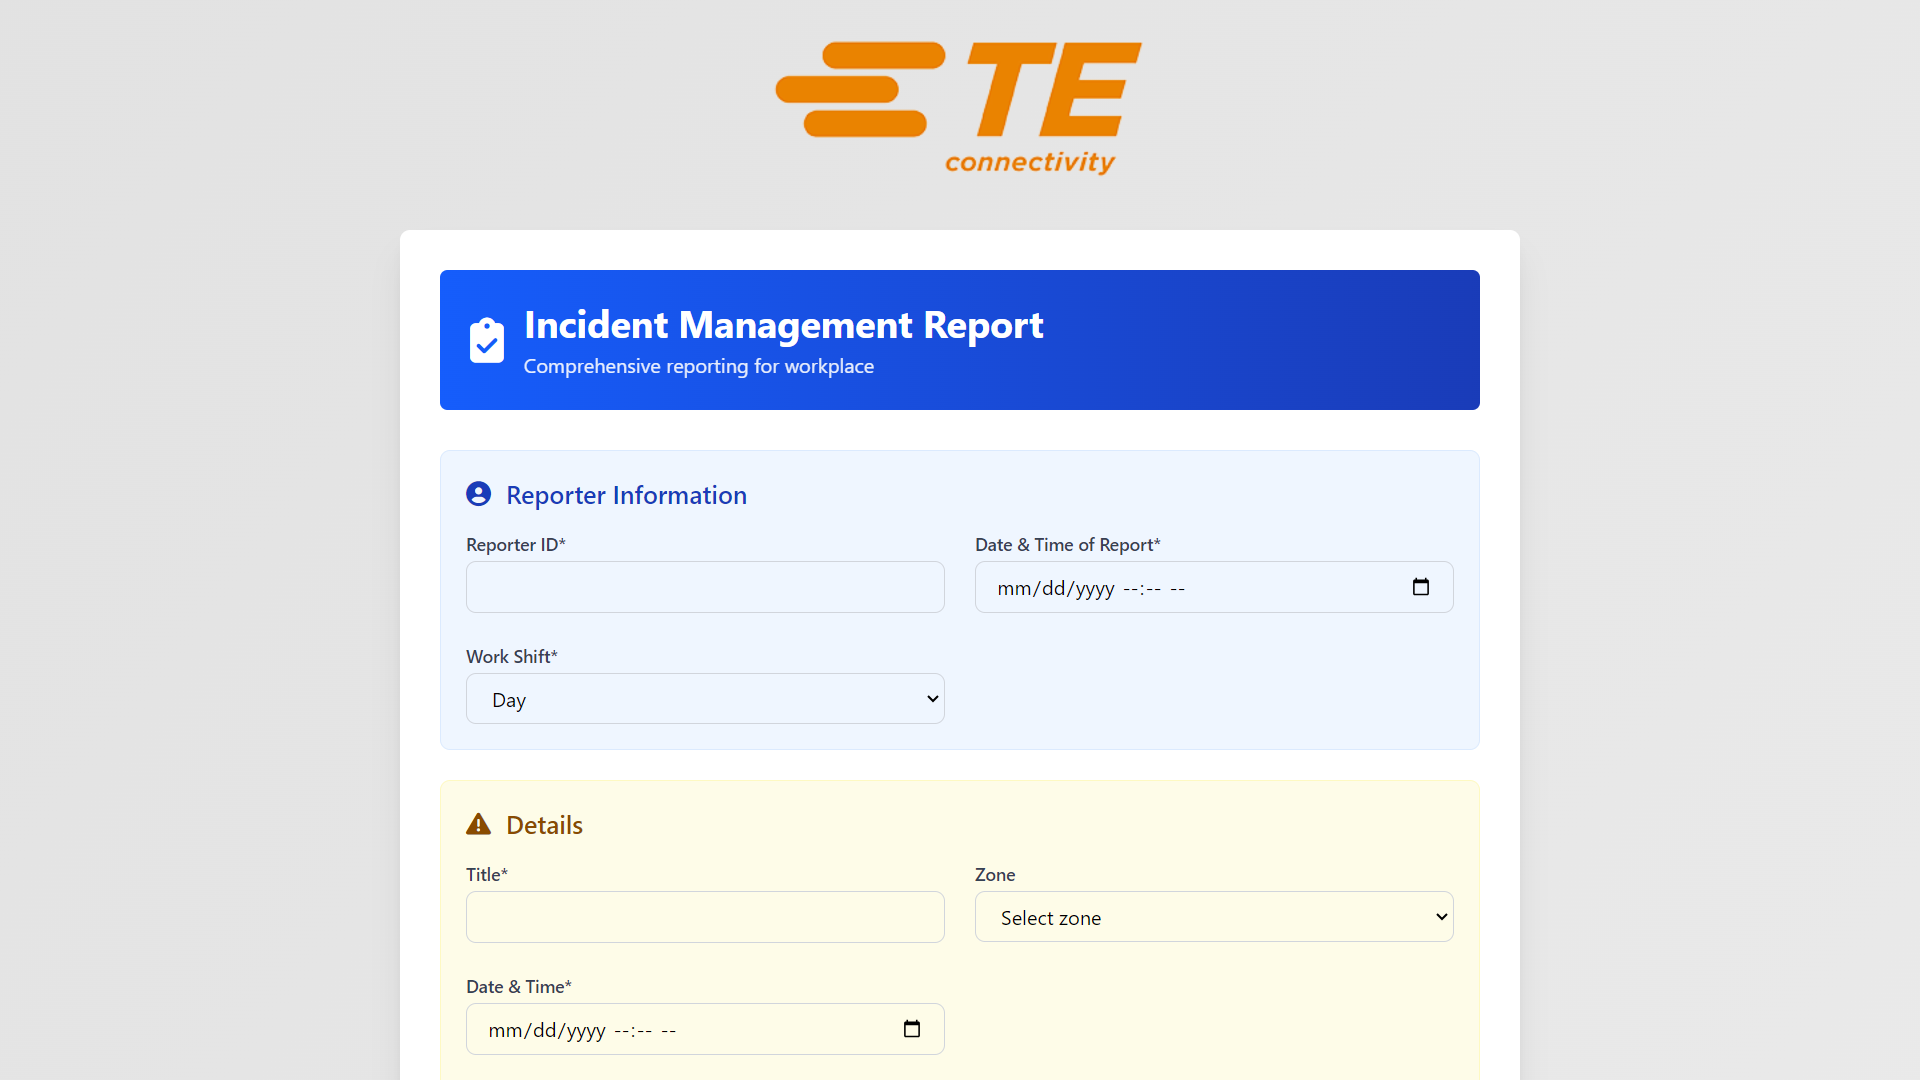 TE
connectivity
Incident Management Report
Comprehensive reporting for workplace
Reporter Information
Reporter ID*
Date & Time of Report*
mm/dd/yyyy --:-- --
Work Shift*
Day
Details
Title*
Zone
Select zone
Date & Time*
mm/dd/yyyy --:-- --